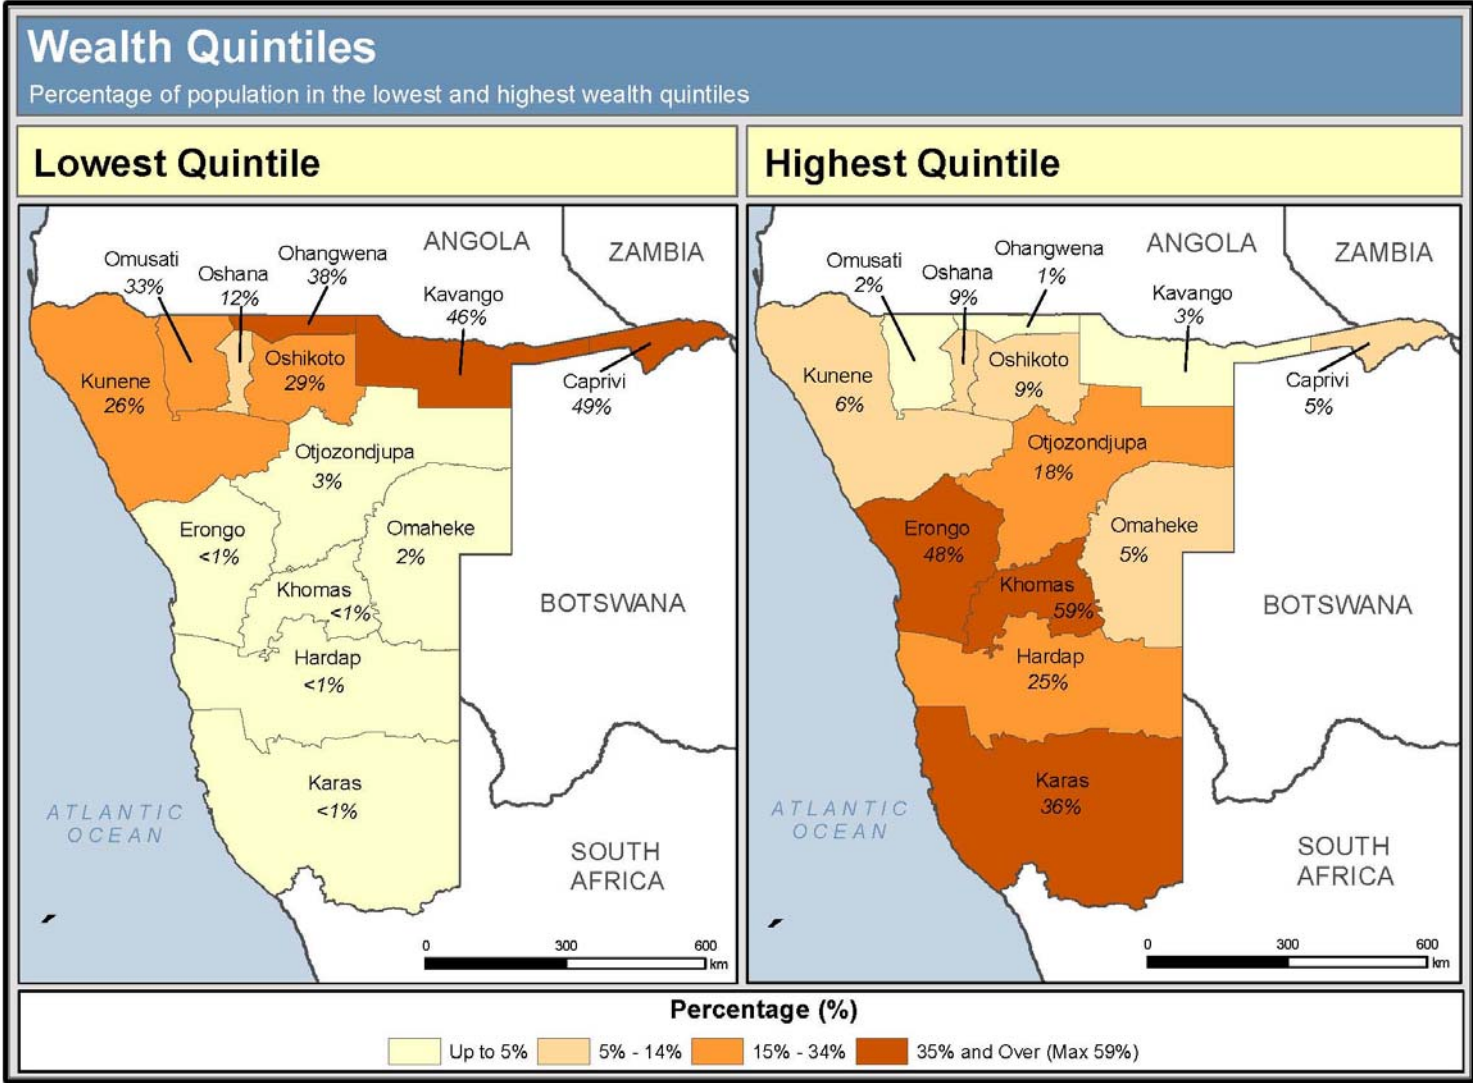 Wealth Quintiles
Percentage of population in the lowest and highest wealth quintiles
Lowest Quintile
ANGOLA
ZAMBIA
Omusati
33%
Oshana
12%
Ohangwena
38%
Kavango
46%
Kunene
26%
Oshikoto
29%
Caprivi
49%
Otjozondjupa
3%
Erongo
<1%
Omaheke
2%
Khomas
<1%
BOTSWANA
Hardap
<1%
Karas
<1%
ATLANTIC
OCEAN
SOUTH
AFRICA
0 300 600
km
Highest Quintile
ANGOLA
ZAMBIA
Omusati
2%
Oshana
9%
Ohangwena
1%
Kavango
3%
Kunene
6%
Oshikoto
9%
Caprivi
5%
Otjozondjupa
18%
Erongo
48%
Omaheke
5%
Khomas
59%
BOTSWANA
Hardap
25%
Karas
36%
ATLANTIC
OCEAN
SOUTH
AFRICA
0 300 600
km
Percentage (%)
Up to 5% 5% - 14% 15% - 34% 35% and Over (Max 59%)